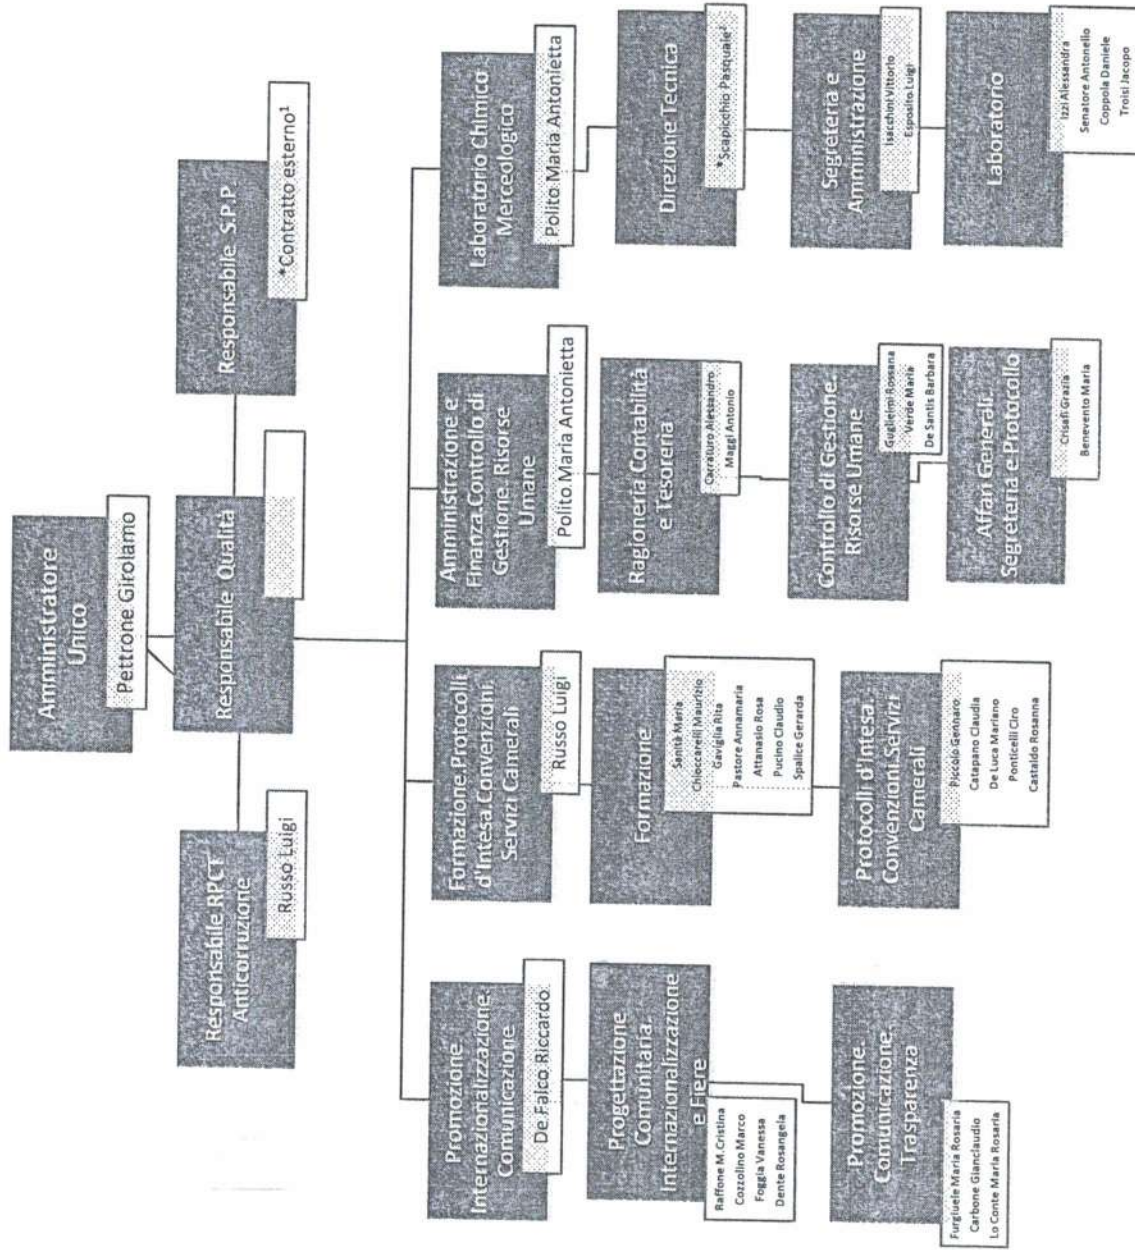 Amministratore
Unico
Pettrone Girolamo
Responsabile RPCT
Anticorruzione
Russo Luigi
Responsabile Qualità
Responsabile S.P.P
*Contratto esterno¹
Promozione
Internazionalizzazione.
Comunicazione
De Falco Riccardo
Progettazione
Comunitaria.
Internazionalizzazione
e Fiere
Raffone M.Cristina
Cozzolino Marco
Foggia Vanessa
Dente Rosangela
Promozione.
Comunicazione.
Trasparenza
Furgiuele Maria Rosaria
Carbone Gianclaudio
Lo Conte Maria Rosaria
Formazione.Protocolli
d'Intesa.Convenzioni.
Servizi Camerali
Russo Luigi
Formazione
Sanità Maria
Chioccarelli Maurizio
Gaviglia Rita
Pastore Annamaria
Attanasio Rosa
Pucino Claudio
Spalice Gerarda
Protocolli d'Intesa.
Convenzioni.Servizi
Camerali
Piccolo Gennaro
Catapano Claudia
De Luca Mariano
Ponticelli Ciro
Castaldo Rosanna
Amministrazione e
Finanza.Controllo di
Gestione. Risorse
Umane
Polito Maria Antonietta
Ragioneria.Contabilità
e Tesoreria
Carraturo Alessandro
Maggi Antonio
Controllo di Gestione.
Risorse Umane
Guglielmi Rossana
Verde Maria
De Santis Barbara
Affari Generali.
Segreteria e Protocollo
Crisafi Grazia
Benevento Maria
Laboratorio Chimico
Merceologico
Polito Maria Antonietta
Direzione Tecnica
*Scapicchio Pasquale²
Segreteria e
Amministrazione
Isacchini Vittorio
Esposito Luigi
Laboratorio
Izzi Alessandra
Senatore Antonello
Coppola Daniele
Troisi Jacopo